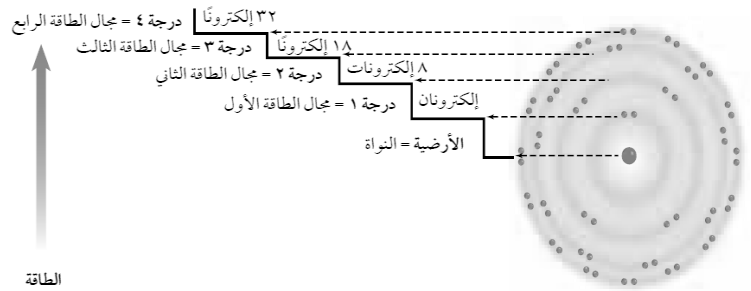 درجة ٤ = مجال الطاقة الرابع
٣٢ إلكترونًا
درجة ٣ = مجال الطاقة الثالث
١٨ إلكترونًا
درجة ٢ = مجال الطاقة الثاني
٨ إلكترونات
درجة ١ = مجال الطاقة الأول
إلكترونان
الأرضية = النواة
الطاقة